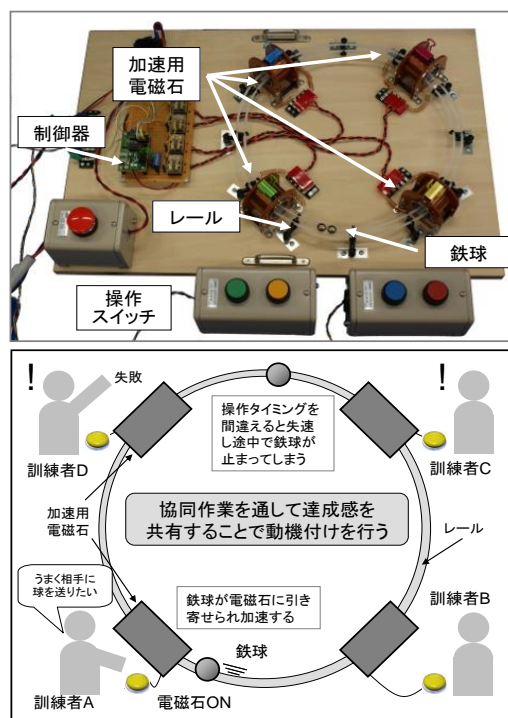 加速用
電磁石
制御器
レール
鉄球
操作
スイッチ
!
失敗
!
操作タイミングを
間違えると失速
し途中で鉄球が
止まってしまう
訓練者D
訓練者C
加速用
電磁石
協同作業を通して達成感を
共有することで動機付けを行う
レール
うまく相手に
球を送りたい
鉄球が電磁石に引き
寄せられ加速する
訓練者B
鉄球
訓練者A
電磁石ON